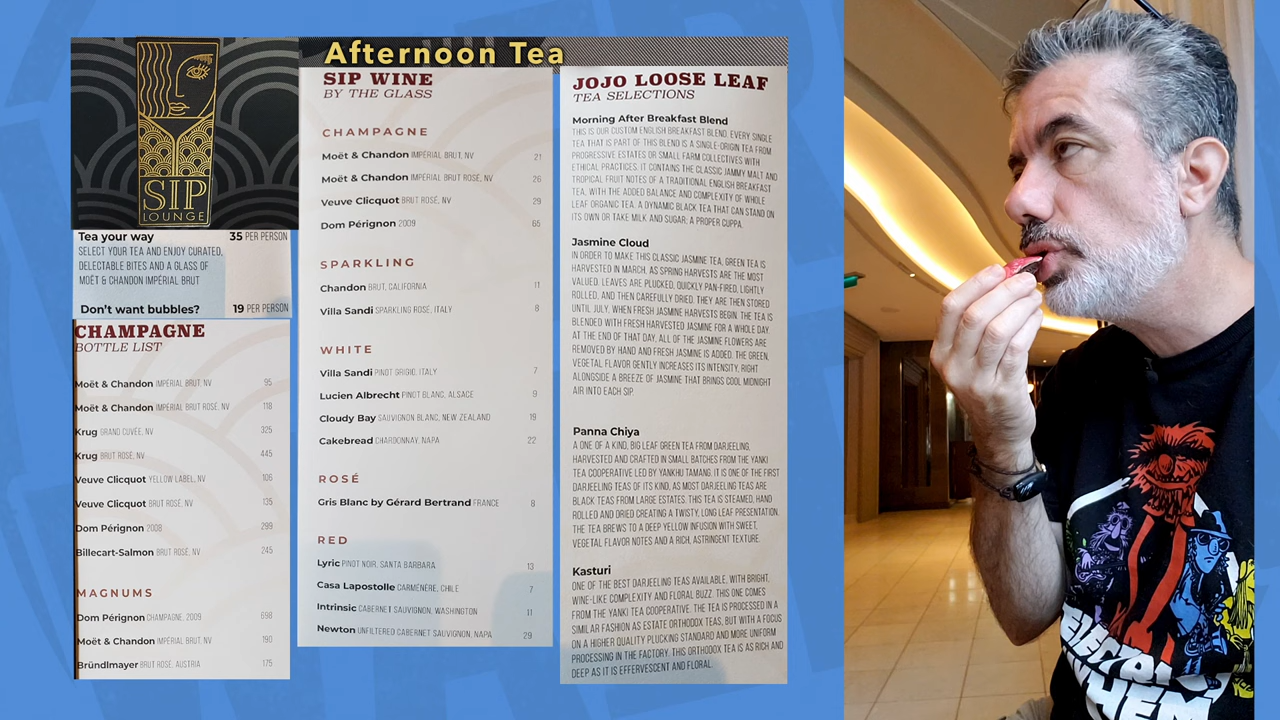 Afternoon Tea
SIP
LOUNGE
Tea your way 35 PER PERSON
SELECT YOUR TEA AND ENJOY CURATED,
DELECTABLE BITES AND A GLASS OF
MOËT & CHANDON IMPÉRIAL BRUT
Don't want bubbles? 19 PER PERSON
CHAMPAGNE
BOTTLE LIST
Moët & Chandon IMPÉRIAL BRUT, NV 95
Moët & Chandon IMPÉRIAL BRUT ROSÉ, NV 118
Krug GRAND CUVÉE, NV 325
Krug BRUT ROSÉ, NV 445
Veuve Clicquot YELLOW LABEL, NV 106
Veuve Clicquot BRUT ROSÉ, NV 135
Dom Pérignon 2008 299
Billecart-Salmon BRUT ROSÉ, NV 245
MAGNUMS
Dom Pérignon CHAMPAGNE, 2009 698
Moët & Chandon IMPÉRIAL BRUT, NV 190
Bründlmayer BRUT ROSÉ, AUSTRIA 175
SIP WINE
BY THE GLASS
CHAMPAGNE
Moët & Chandon IMPÉRIAL BRUT, NV 21
Moët & Chandon IMPÉRIAL BRUT ROSÉ, NV 26
Veuve Clicquot BRUT ROSÉ, NV 29
Dom Pérignon 2009 65
SPARKLING
Chandon BRUT, CALIFORNIA 11
Villa Sandi SPARKLING ROSE, ITALY 8
WHITE
Villa Sandi PINOT GRIGIO, ITALY 7
Lucien Albrecht PINOT BLANC, ALSACE 9
Cloudy Bay SAUVIGNON BLANC, NEW ZEALAND 19
Cakebread CHARDONNAY, NAPA 22
ROSÉ
Gris Blanc by Gérard Bertrand FRANCE 8
RED
Lyric PINOT NOIR, SANTA BARBARA 13
Casa Lapostolle CARMÉNÈRE, CHILE 7
Intrinsic CABERNET SAUVIGNON, WASHINGTON 11
Newton UNFILTERED CABERNET SAUVIGNON, NAPA 29
JOJO LOOSE LEAF
TEA SELECTIONS
Morning After Breakfast Blend
THIS IS OUR CUSTOM ENGLISH BREAKFAST BLEND. EVERY SINGLE
TEA THAT IS PART OF THIS BLEND IS A SINGLE-ORIGIN TEA FROM
PROGRESSIVE ESTATES OR SMALL FARM COLLECTIVES WITH
ETHICAL PRACTICES. IT CONTAINS THE CLASSIC JAMMY MALT AND
TROPICAL FRUIT NOTES OF A TRADITIONAL ENGLISH BREAKFAST
TEA, WITH THE ADDED BALANCE AND COMPLEXITY OF WHOLE
LEAF ORGANIC TEA. A DYNAMIC BLACK TEA THAT CAN STAND ON
ITS OWN OR TAKE MILK AND SUGAR; A PROPER CUPPA.
Jasmine Cloud
IN ORDER TO MAKE THIS CLASSIC JASMINE TEA, GREEN TEA IS
HARVESTED IN MARCH, AS SPRING HARVESTS ARE THE MOST
VALUED. LEAVES ARE PLUCKED, QUICKLY PAN-FIRED, LIGHTLY
ROLLED, AND THEN CAREFULLY DRIED. THEY ARE THEN STORED
UNTIL JULY, WHEN FRESH JASMINE HARVESTS BEGIN. THE TEA IS
BLENDED WITH FRESH HARVESTED JASMINE FOR A WHOLE DAY.
AT THE END OF THAT DAY, ALL OF THE JASMINE FLOWERS ARE
REMOVED BY HAND AND FRESH JASMINE IS ADDED. THE GREEN,
VEGETAL FLAVOR GENTLY INCREASES ITS INTENSITY, RIGHT
ALONGSIDE A BREEZE OF JASMINE THAT BRINGS COOL MIDNIGHT
AIR INTO EACH SIP.
Panna Chiya
A ONE OF A KIND, BIG LEAF GREEN TEA FROM DARJEELING,
HARVESTED AND CRAFTED IN SMALL BATCHES FROM THE YANKI
TEA COOPERATIVE LED BY YANKHU TAMANG. IT IS ONE OF THE FIRST
DARJEELING TEAS OF ITS KIND, AS MOST DARJEELING TEAS ARE
BLACK TEAS FROM LARGE ESTATES. THIS TEA IS STEAMED, HAND
ROLLED AND DRIED CREATING A TWISTY, LONG LEAF PRESENTATION.
THE TEA BREWS TO A DEEP YELLOW INFUSION WITH SWEET,
VEGETAL FLAVOR NOTES AND A RICH, ASTRINGENT TEXTURE.
Kasturi
ONE OF THE BEST DARJEELING TEAS AVAILABLE, WITH BRIGHT,
WINE-LIKE COMPLEXITY AND FLORAL BUZZ. THIS ONE COMES
FROM THE YANKI TEA COOPERATIVE. THE TEA IS PROCESSED IN A
SIMILAR FASHION AS ESTATE ORTHODOX TEAS, BUT WITH A FOCUS
ON A HIGHER QUALITY PLUCKING STANDARD AND MORE UNIFORM
PROCESSING IN THE FACTORY. THIS ORTHODOX TEA IS AS RICH AND
DEEP AS IT IS EFFERVESCENT AND FLORAL.
ELECTRIC
MAYHEM